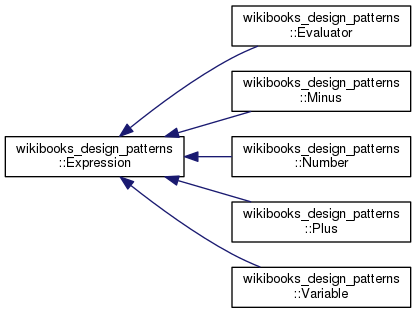 wikibooks_design_patterns
::Evaluator
wikibooks_design_patterns
::Minus
wikibooks_design_patterns
::Expression
wikibooks_design_patterns
::Number
wikibooks_design_patterns
::Plus
wikibooks_design_patterns
::Variable